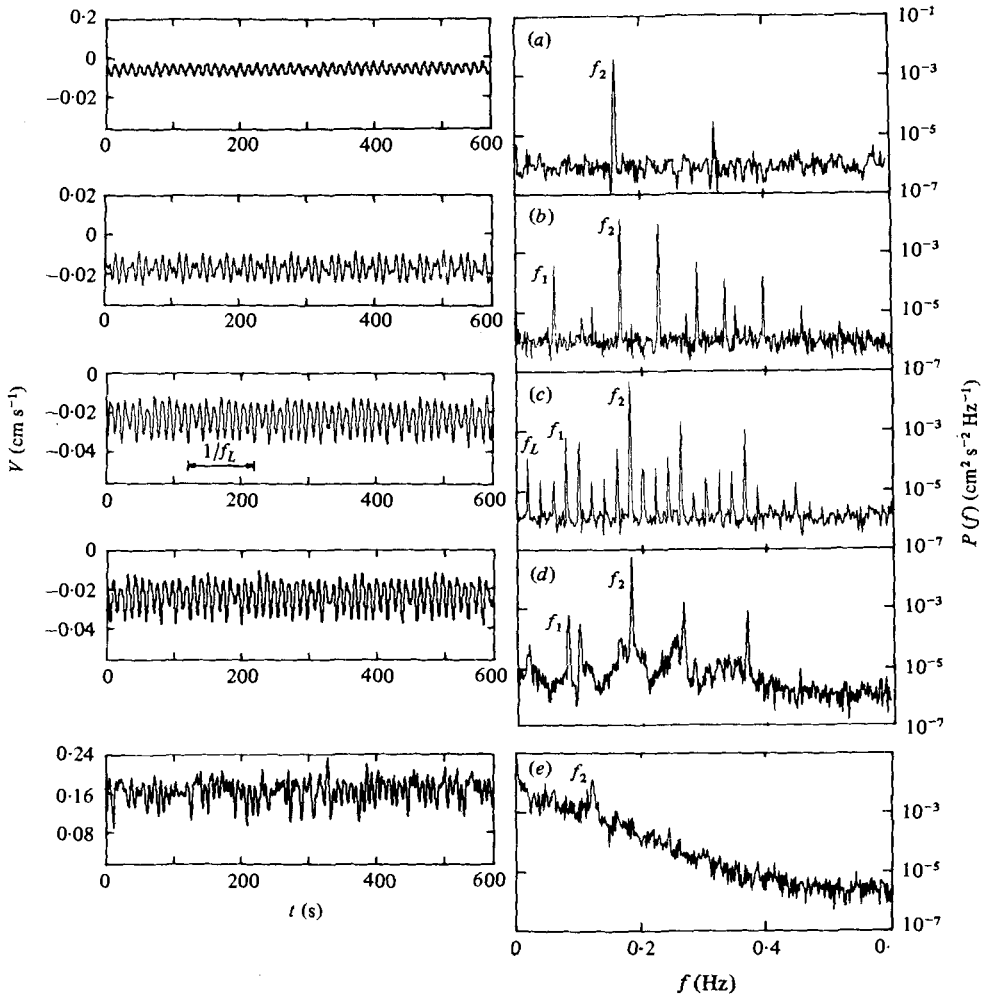 0·2
0
−0·02
0 200 400 600
0·02
0
−0·02
0 200 400 600
0
−0·02
−0·04
1/f_L
0 200 400 600
0
−0·02
−0·04
0 200 400 600
0·24
0·16
0·08
0 200 400 600
V (cm s⁻¹)
t (s)
(a)
f₂
10⁻¹
10⁻³
10⁻⁵
10⁻⁷
(b)
f₂
f₁
10⁻³
10⁻⁵
10⁻⁷
(c)
f₂
f₁
f_L
10⁻³
10⁻⁵
10⁻⁷
(d)
f₂
f₁
10⁻³
10⁻⁵
10⁻⁷
(e)
f₂
10⁻³
10⁻⁵
10⁻⁷
0 0·2 0·4 0·
P(f) (cm² s⁻² Hz⁻¹)
f (Hz)